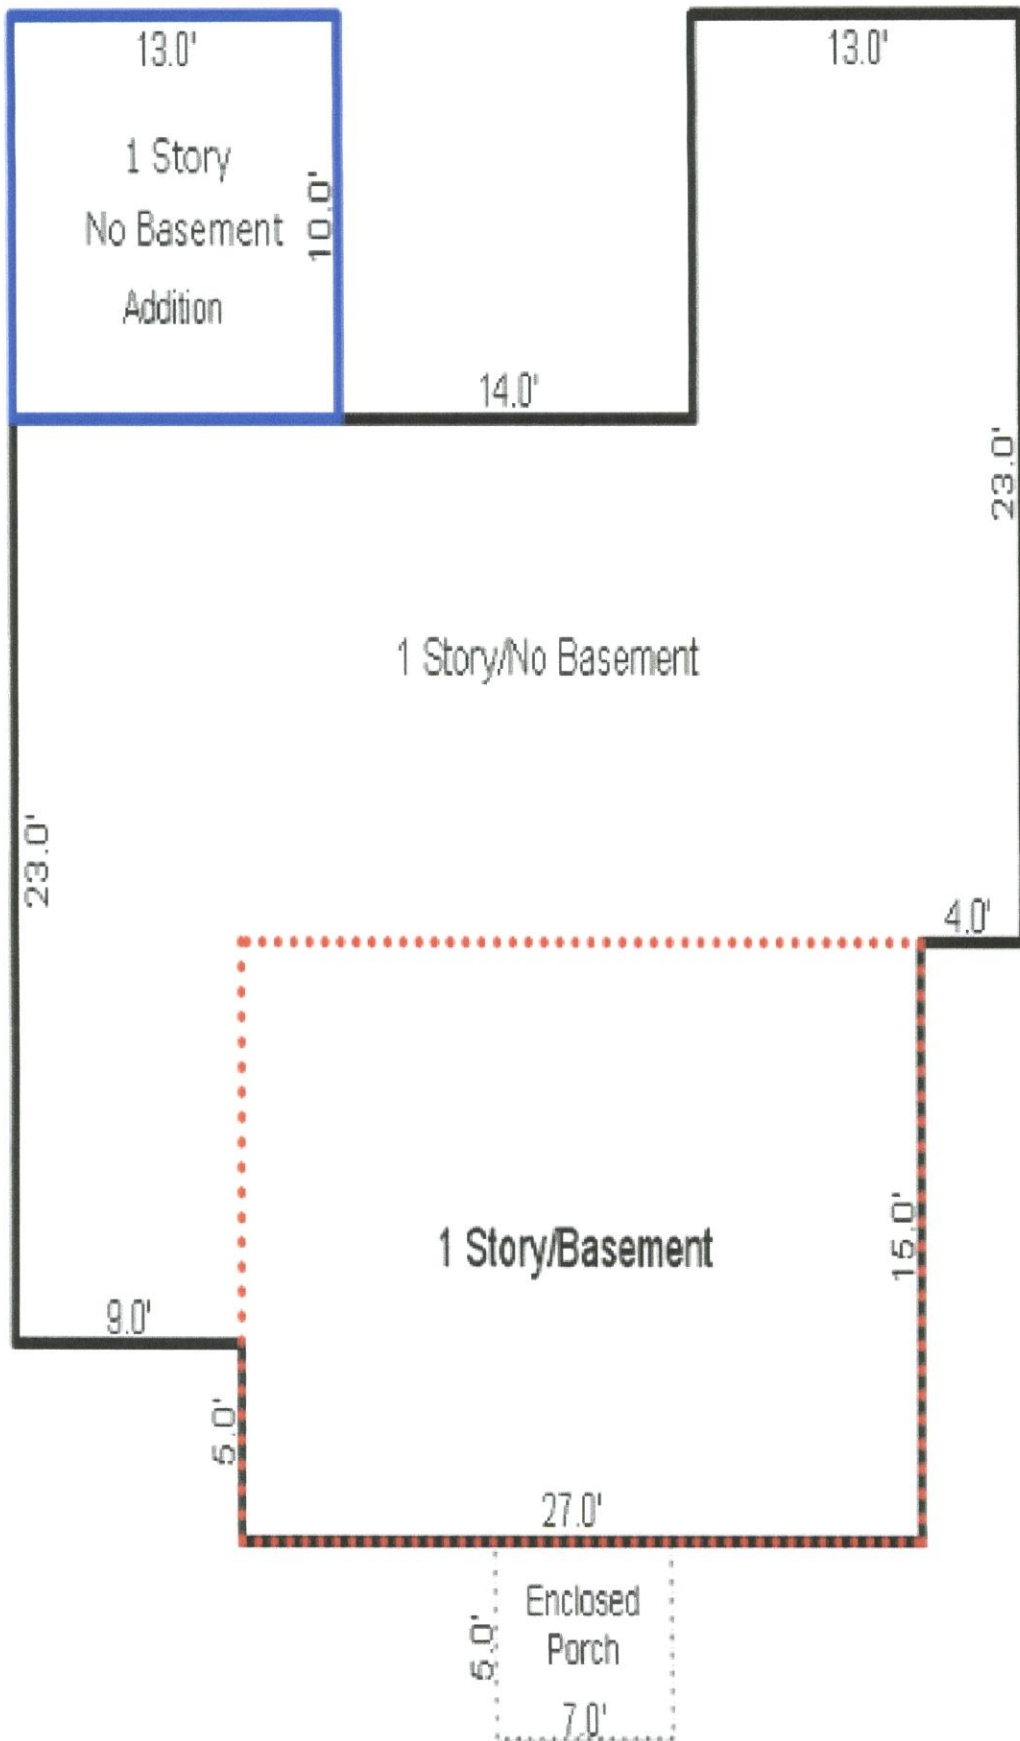 13.0'
13.0'
1 Story
No Basement
Addition
10.0'
14.0'
23.0'
1 Story/No Basement
23.0'
4.0'
1 Story/Basement
15.0'
9.0'
5.0'
27.0'
Enclosed
Porch
5.0'
7.0'